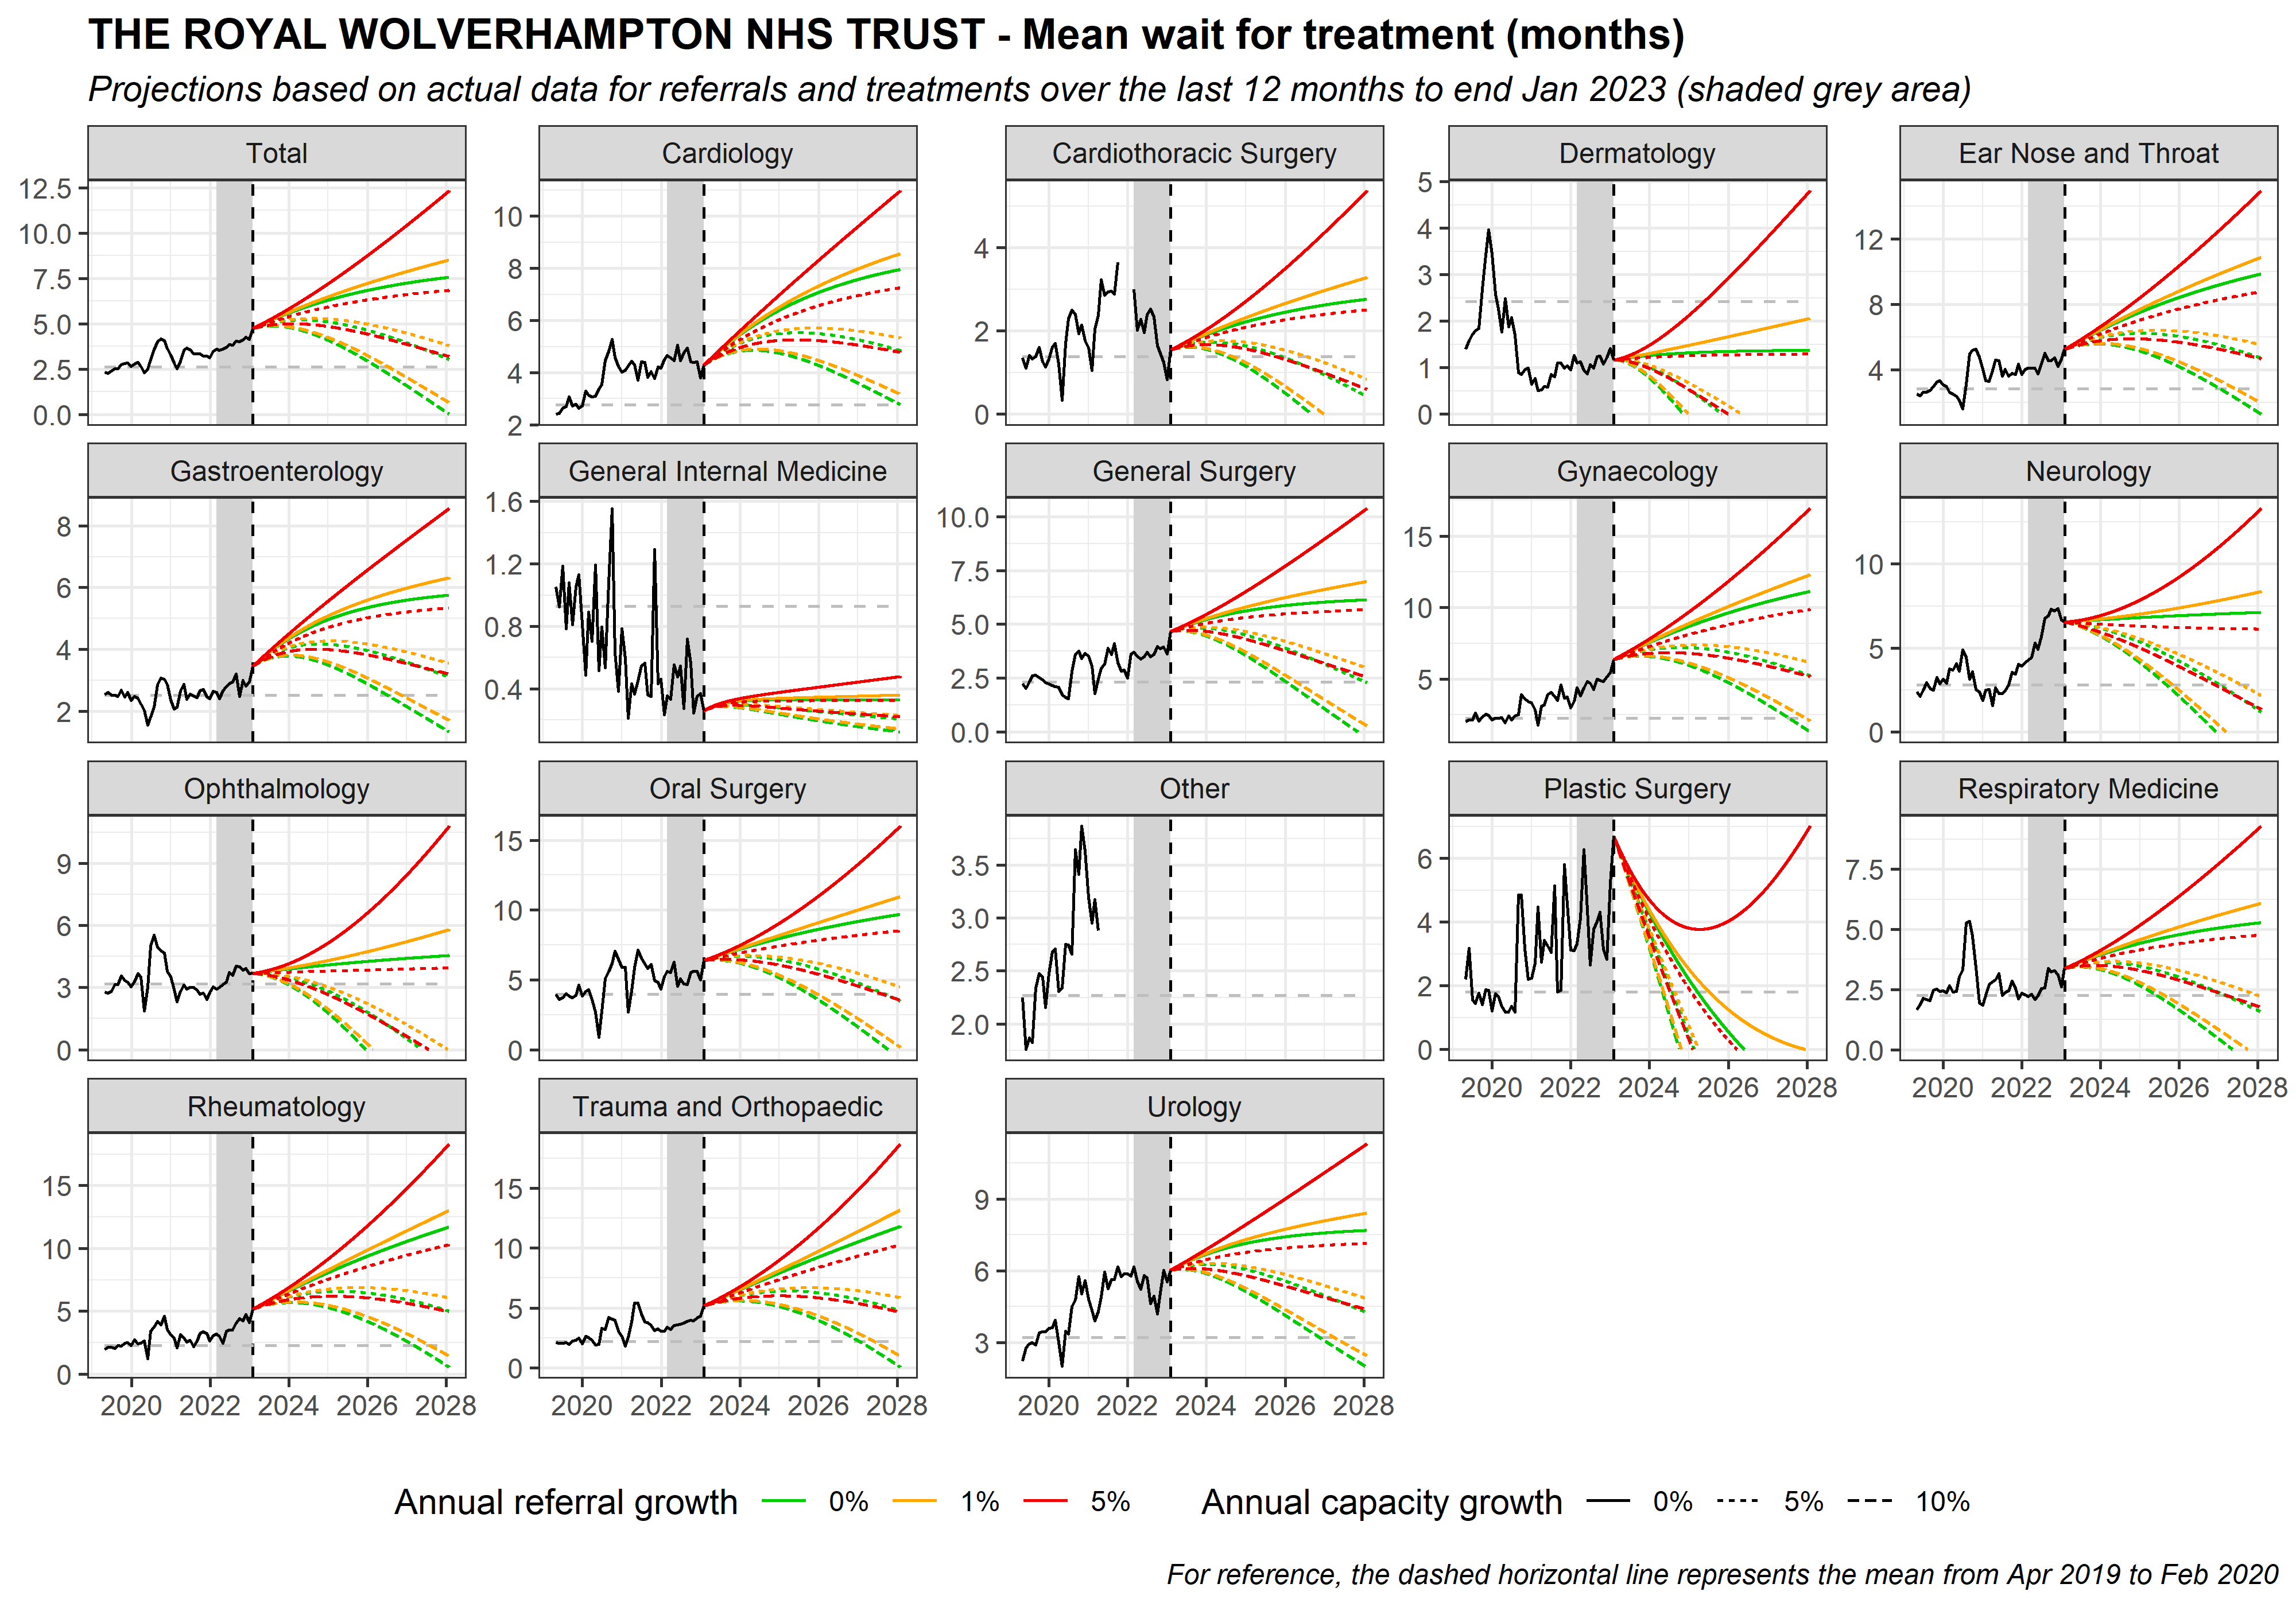 THE ROYAL WOLVERHAMPTON NHS TRUST - Mean wait for treatment (months)
Projections based on actual data for referrals and treatments over the last 12 months to end Jan 2023 (shaded grey area)
Total
12.5
10.0
7.5
5.0
2.5
0.0
Cardiology
10
8
6
4
2
Cardiothoracic Surgery
4
2
0
Dermatology
5
4
3
2
1
0
Ear Nose and Throat
12
8
4
Gastroenterology
8
6
4
2
General Internal Medicine
1.6
1.2
0.8
0.4
General Surgery
10.0
7.5
5.0
2.5
0.0
Gynaecology
15
10
5
Neurology
10
5
0
Ophthalmology
9
6
3
0
Oral Surgery
15
10
5
0
Other
3.5
3.0
2.5
2.0
Plastic Surgery
6
4
2
0
2020 2022 2024 2026 2028
Respiratory Medicine
7.5
5.0
2.5
0.0
2020 2022 2024 2026 2028
Rheumatology
15
10
5
0
2020 2022 2024 2026 2028
Trauma and Orthopaedic
15
10
5
0
2020 2022 2024 2026 2028
Urology
9
6
3
2020 2022 2024 2026 2028
Annual referral growth 0% 1% 5% Annual capacity growth 0% 5% 10%
For reference, the dashed horizontal line represents the mean from Apr 2019 to Feb 2020